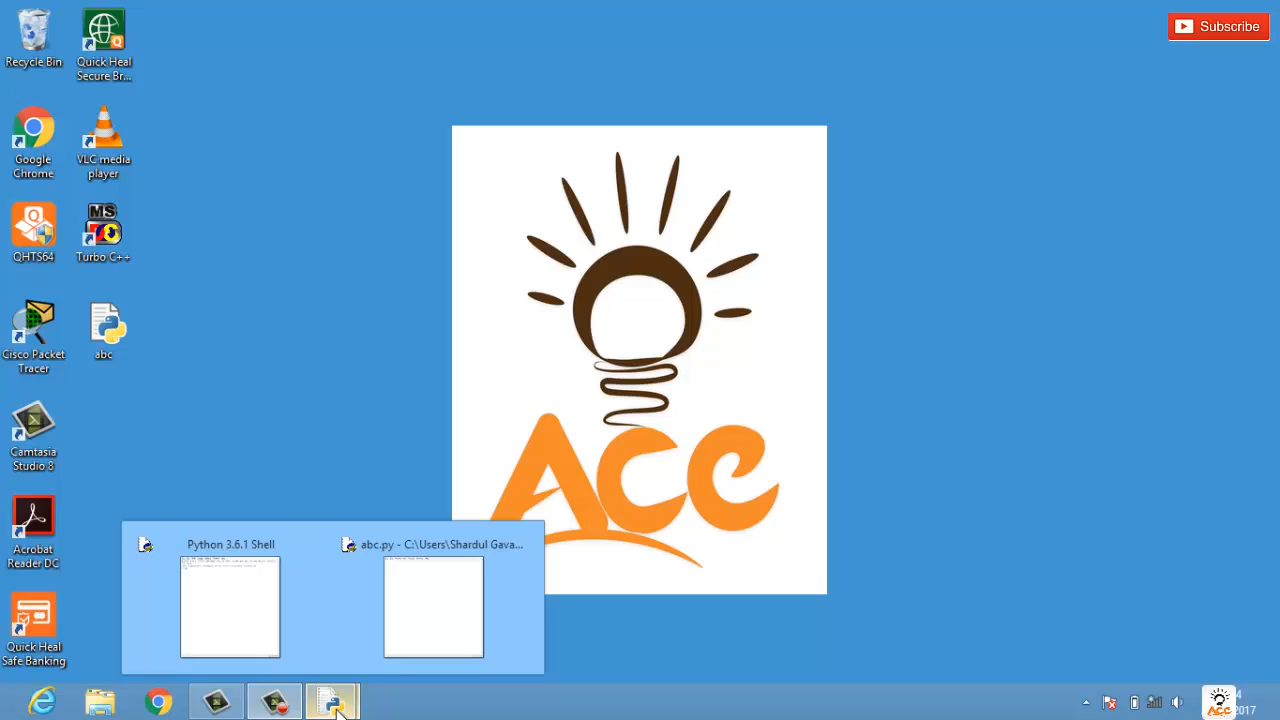 Recycle Bin
Quick Heal
Secure Br...
Subscribe
Google
Chrome
VLC media
player
QHTS64
MS
Turbo C++
Cisco Packet
Tracer
abc
Camtasia
Studio 8
Acrobat
Reader DC
Quick Heal
Safe Banking
ACC
Python 3.6.1 Shell
abc.py - C:\Users\Shardul Gava...
ACC
2017